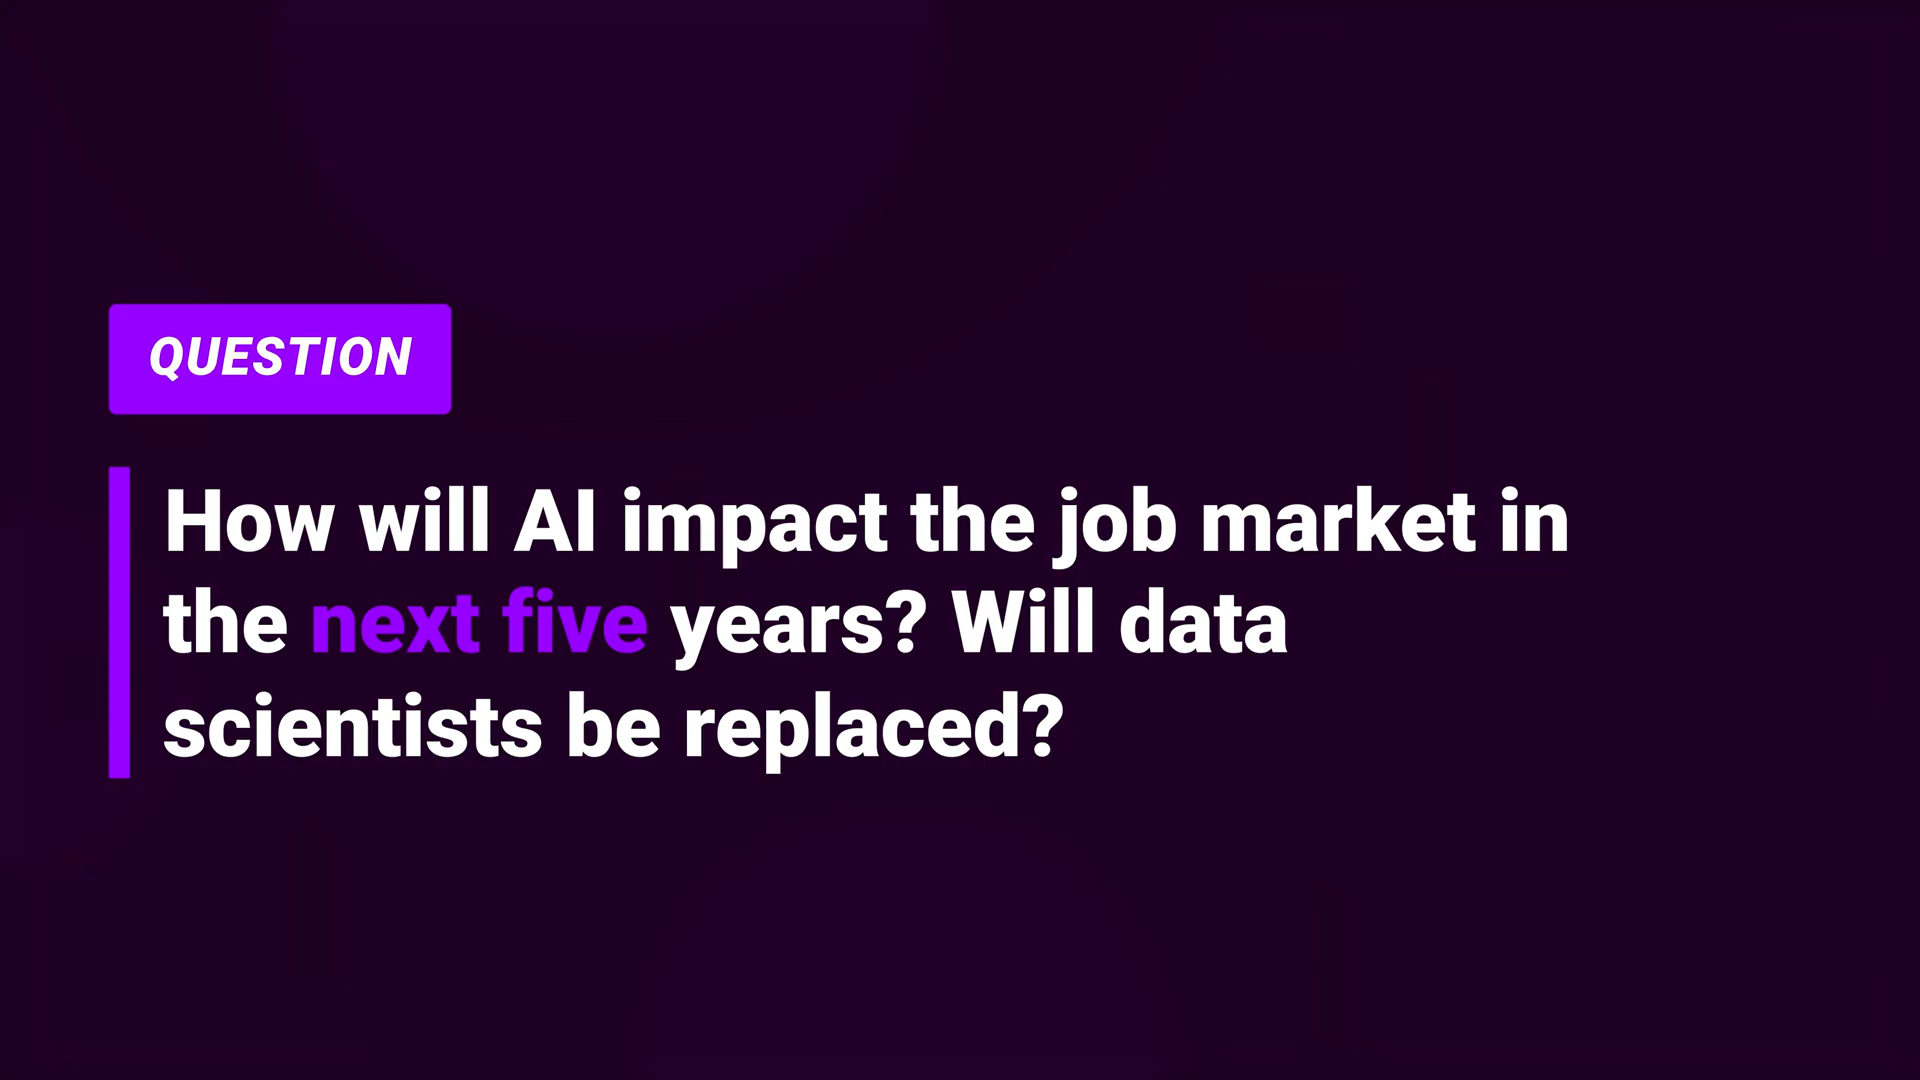 QUESTION
How will AI impact the job market in
the next five years? Will data
scientists be replaced?